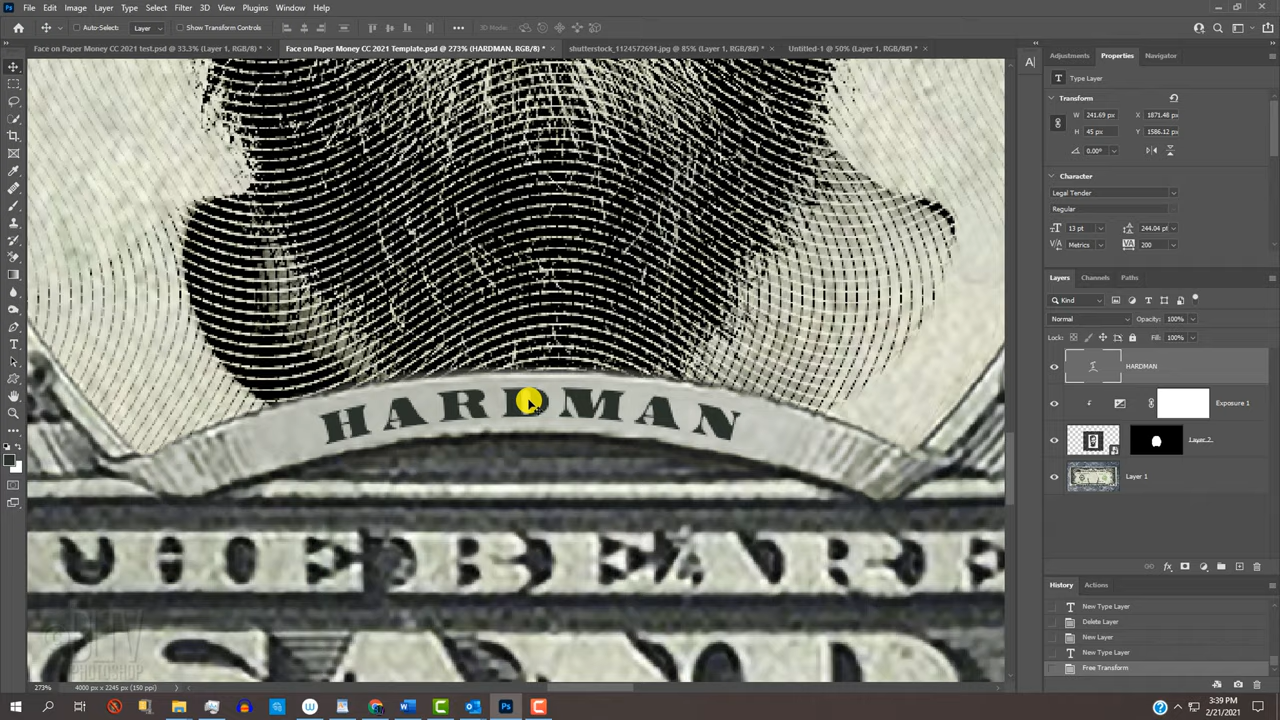 File Edit Image Layer Type Select Filter 3D View Plugins Window Help
Auto-Select: Layer Show Transform Controls 3D Mode:
Face on Paper Money CC 2021 test.psd @ 33.3% (Layer 1, RGB/8) * × Face on Paper Money CC 2021 Template.psd @ 273% (HARDMAN, RGB/8) * × shutterstock_1124572691.jpg @ 85% (Layer 1, RGB/8#) * × Untitled-1 @ 50% (Layer 1, RGB/8#) * ×
Adjustments Properties Navigator
T Type Layer
Transform
W 241.69 px X 1871.48 px
H 45 px Y 1586.12 px
0.00°
Character
Legal Tender
Regular
13 pt 244.04 pt
Metrics 200
Layers Channels Paths
Kind
Normal Opacity: 100%
Lock: Fill: 100%
HARDMAN
Exposure 1
Layer 2
Layer 1
HARDMAN
History Actions
New Type Layer
Delete Layer
New Layer
New Type Layer
Free Transform
273% 4000 px x 2245 px (150 ppi)
3:39 PM
2/21/2021